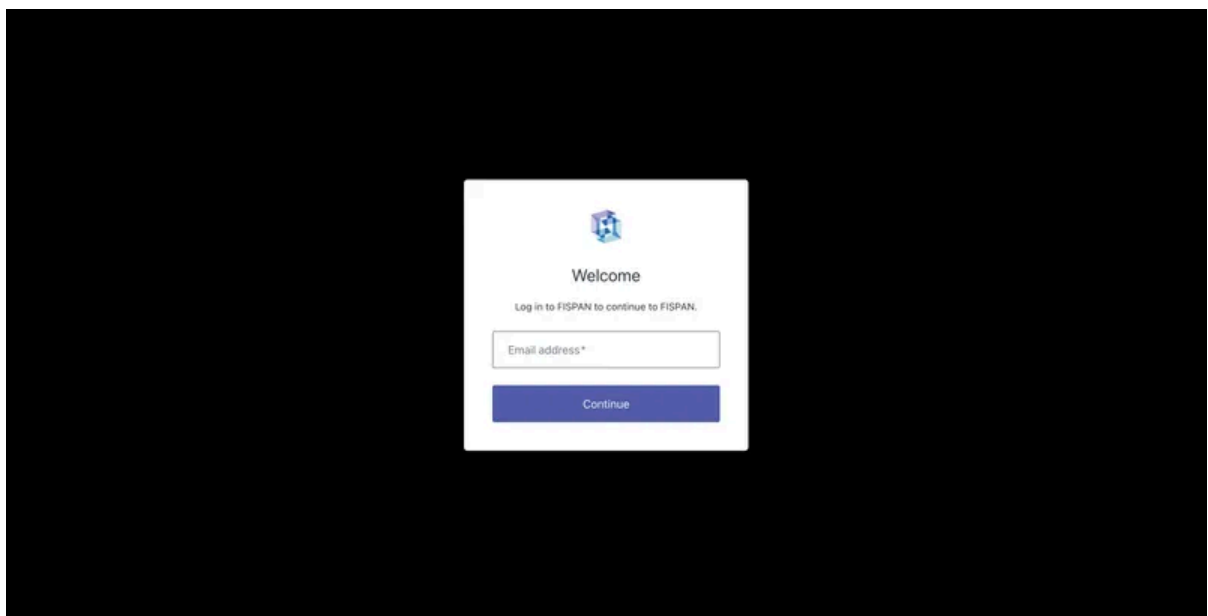 Welcome
Log in to FISPAN to continue to FISPAN.
Email address*
Continue